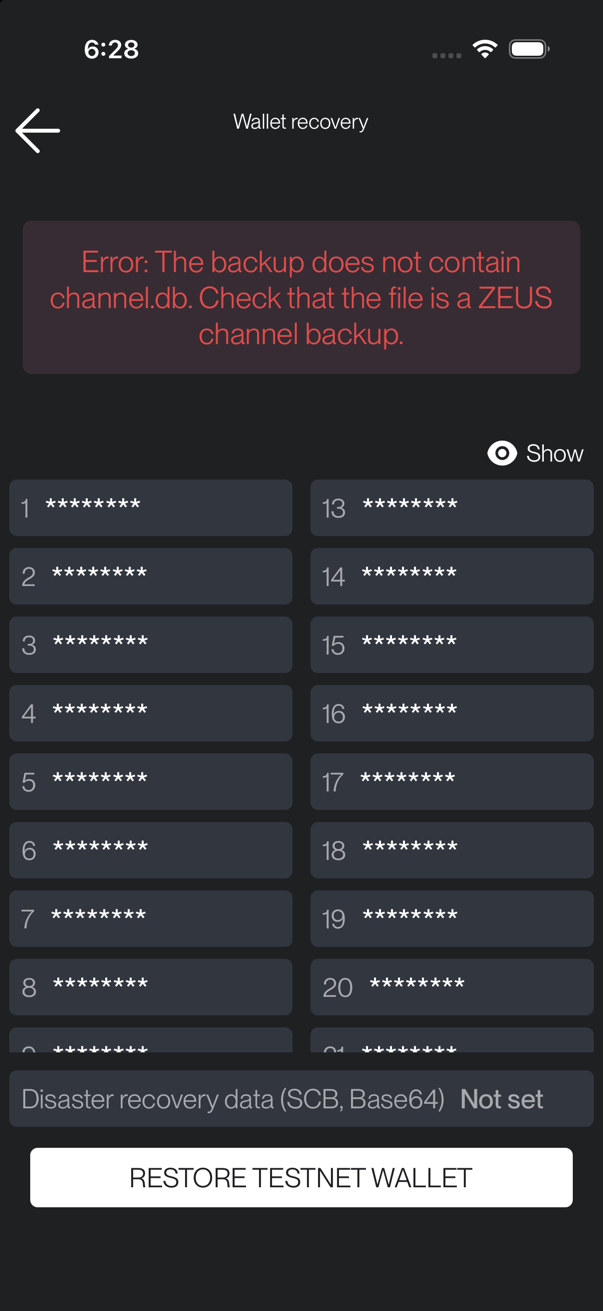 6:28
Wallet recovery
Error: The backup does not contain
channel.db. Check that the file is a ZEUS
channel backup.
Show
1 ********
13 ********
2 ********
14 ********
3 ********
15 ********
4 ********
16 ********
5 ********
17 ********
6 ********
18 ********
7 ********
19 ********
8 ********
20 ********
9 ********
21 ********
Disaster recovery data (SCB, Base64) Not set
RESTORE TESTNET WALLET